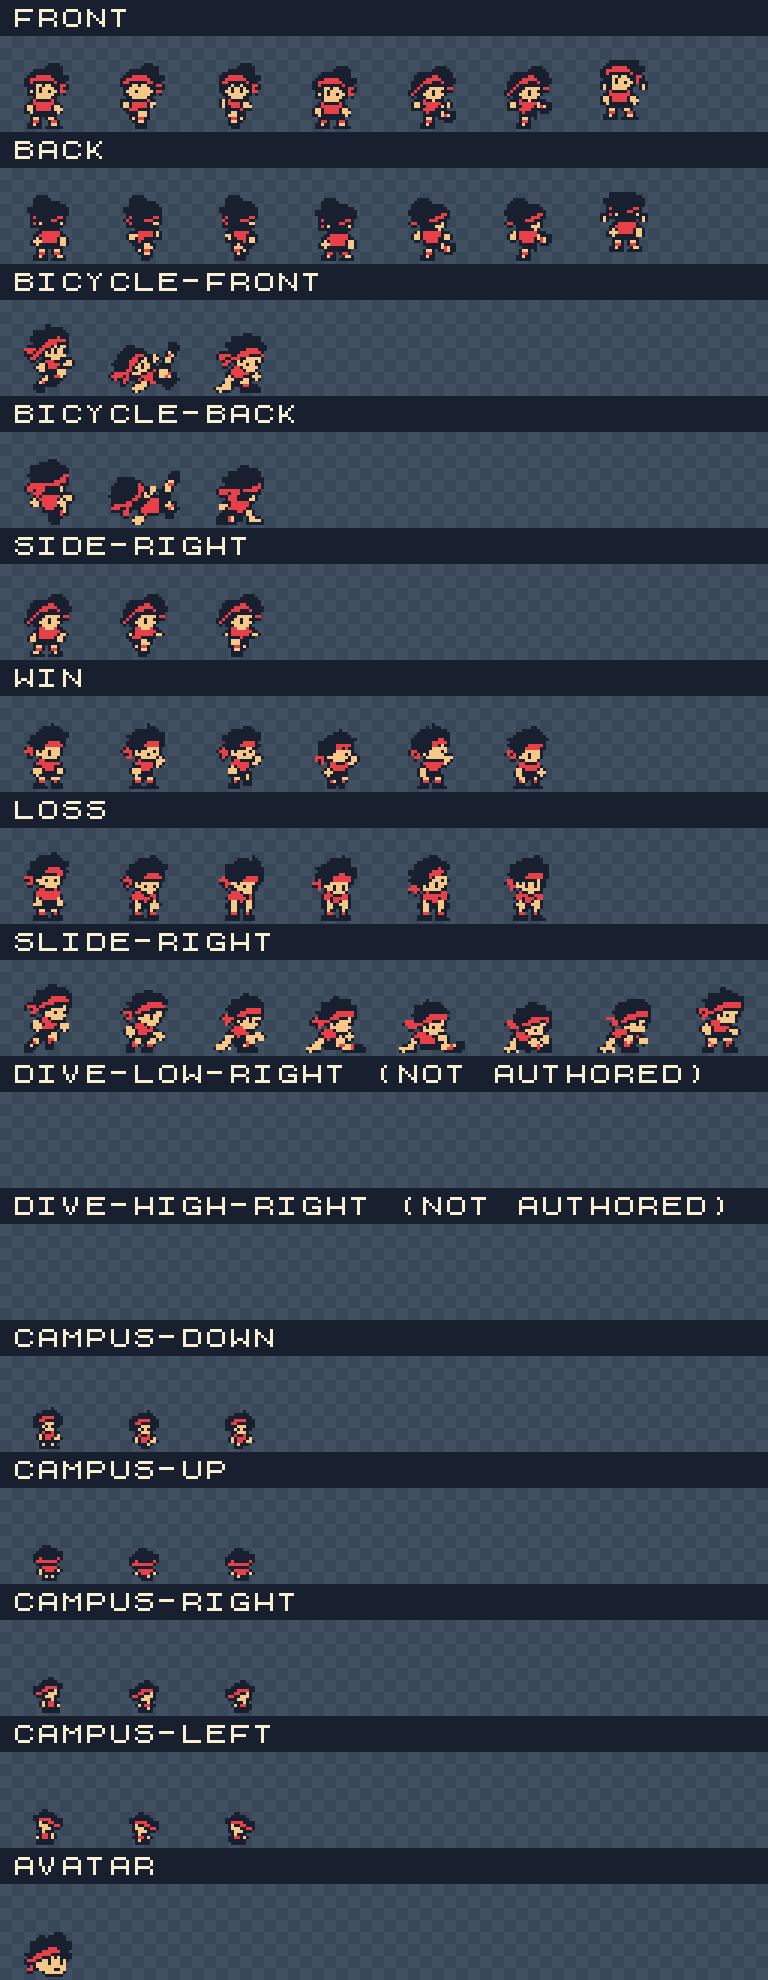 FRONT
BACK
BICYCLE-FRONT
BICYCLE-BACK
SIDE-RIGHT
WIN
LOSS
SLIDE-RIGHT
DIVE-LOW-RIGHT (NOT AUTHORED)
DIVE-HIGH-RIGHT (NOT AUTHORED)
CAMPUS-DOWN
CAMPUS-UP
CAMPUS-RIGHT
CAMPUS-LEFT
AVATAR